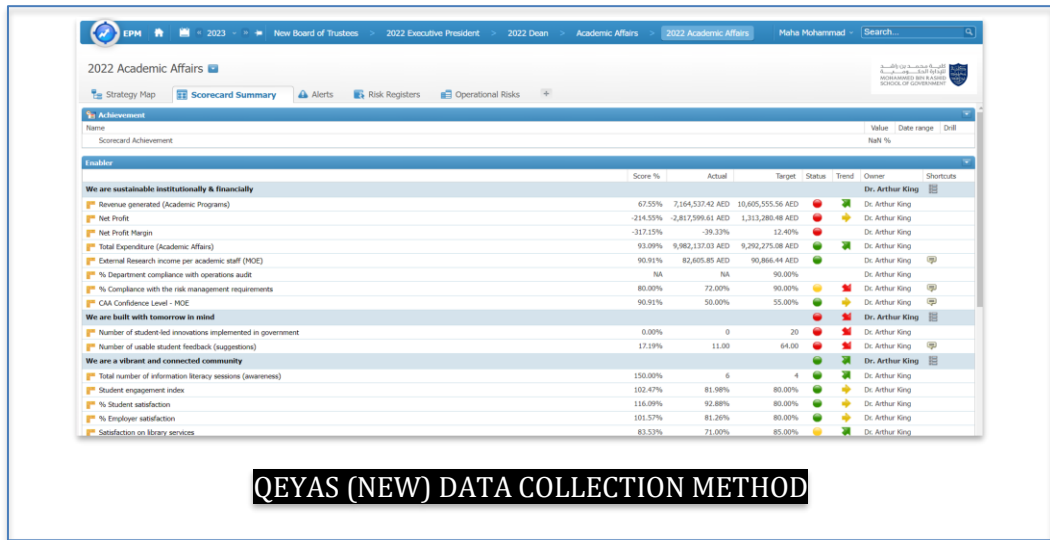 EPM 2023 New Board of Trustees > 2022 Executive President > 2022 Dean > Academic Affairs > 2022 Academic Affairs Maha Mohammad Search...
2022 Academic Affairs
MOHAMMED BIN RASHID
SCHOOL OF GOVERNMENT
Strategy Map Scorecard Summary Alerts Risk Registers Operational Risks +
Achievement
Name Value Date range Drill
Scorecard Achievement NaN %
Enabler
Score % Actual Target Status Trend Owner Shortcuts
We are sustainable institutionally & financially Dr. Arthur King
Revenue generated (Academic Programs) 67.55% 7,164,537.42 AED 10,605,555.56 AED Dr. Arthur King
Net Profit -214.55% -2,817,599.61 AED 1,313,280.48 AED Dr. Arthur King
Net Profit Margin -317.15% -39.33% 12.40% Dr. Arthur King
Total Expenditure (Academic Affairs) 93.09% 9,982,137.03 AED 9,292,275.08 AED Dr. Arthur King
External Research income per academic staff (MOE) 90.91% 82,605.85 AED 90,866.44 AED Dr. Arthur King
% Department compliance with operations audit NA NA 90.00% Dr. Arthur King
% Compliance with the risk management requirements 80.00% 72.00% 90.00% Dr. Arthur King
CAA Confidence Level - MOE 90.91% 50.00% 55.00% Dr. Arthur King
We are built with tomorrow in mind Dr. Arthur King
Number of student-led innovations implemented in government 0.00% 0 20 Dr. Arthur King
Number of usable student feedback (suggestions) 17.19% 11.00 64.00 Dr. Arthur King
We are a vibrant and connected community Dr. Arthur King
Total number of information literacy sessions (awareness) 150.00% 6 4 Dr. Arthur King
Student engagement index 102.47% 81.98% 80.00% Dr. Arthur King
% Student satisfaction 116.09% 92.88% 80.00% Dr. Arthur King
% Employer satisfaction 101.57% 81.26% 80.00% Dr. Arthur King
Satisfaction on library services 83.53% 71.00% 85.00% Dr. Arthur King
QEYAS (NEW) DATA COLLECTION METHOD